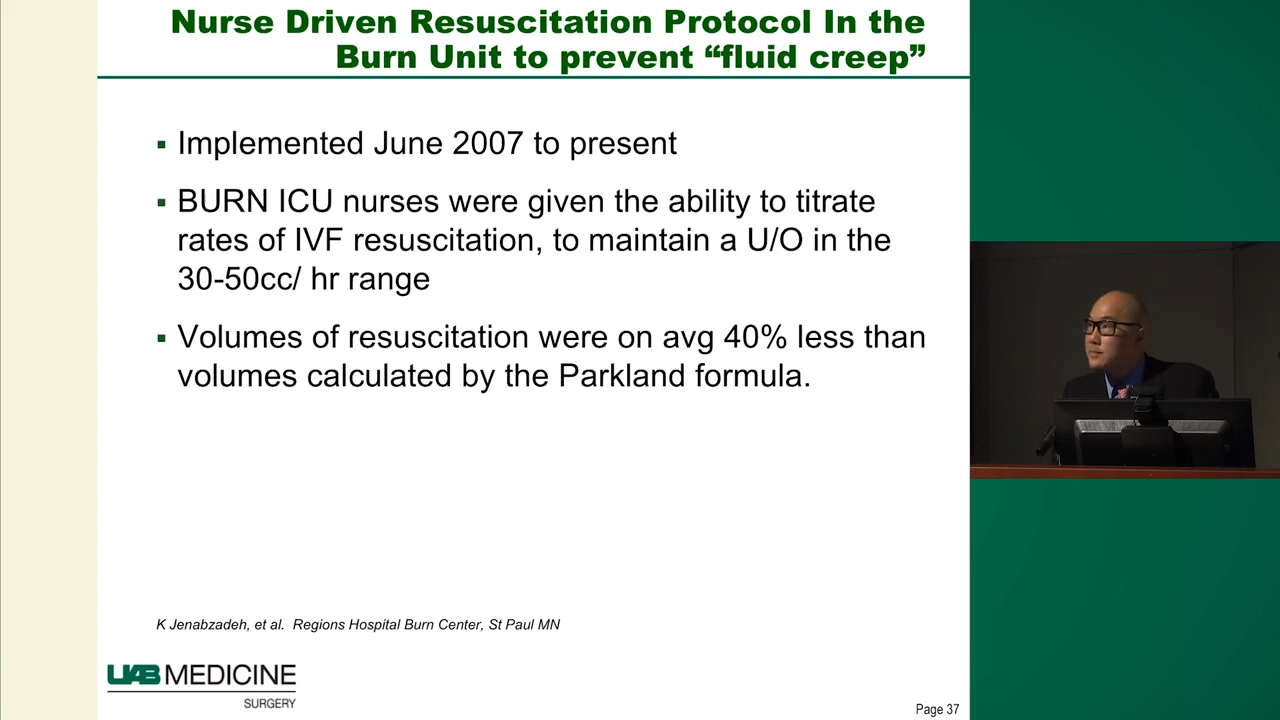 Nurse Driven Resuscitation Protocol In the
Burn Unit to prevent “fluid creep”
▪ Implemented June 2007 to present
▪ BURN ICU nurses were given the ability to titrate
rates of IVF resuscitation, to maintain a U/O in the
30-50cc/ hr range
▪ Volumes of resuscitation were on avg 40% less than
volumes calculated by the Parkland formula.
K Jenabzadeh, et al.  Regions Hospital Burn Center, St Paul MN
UAB MEDICINE
SURGERY
Page 37